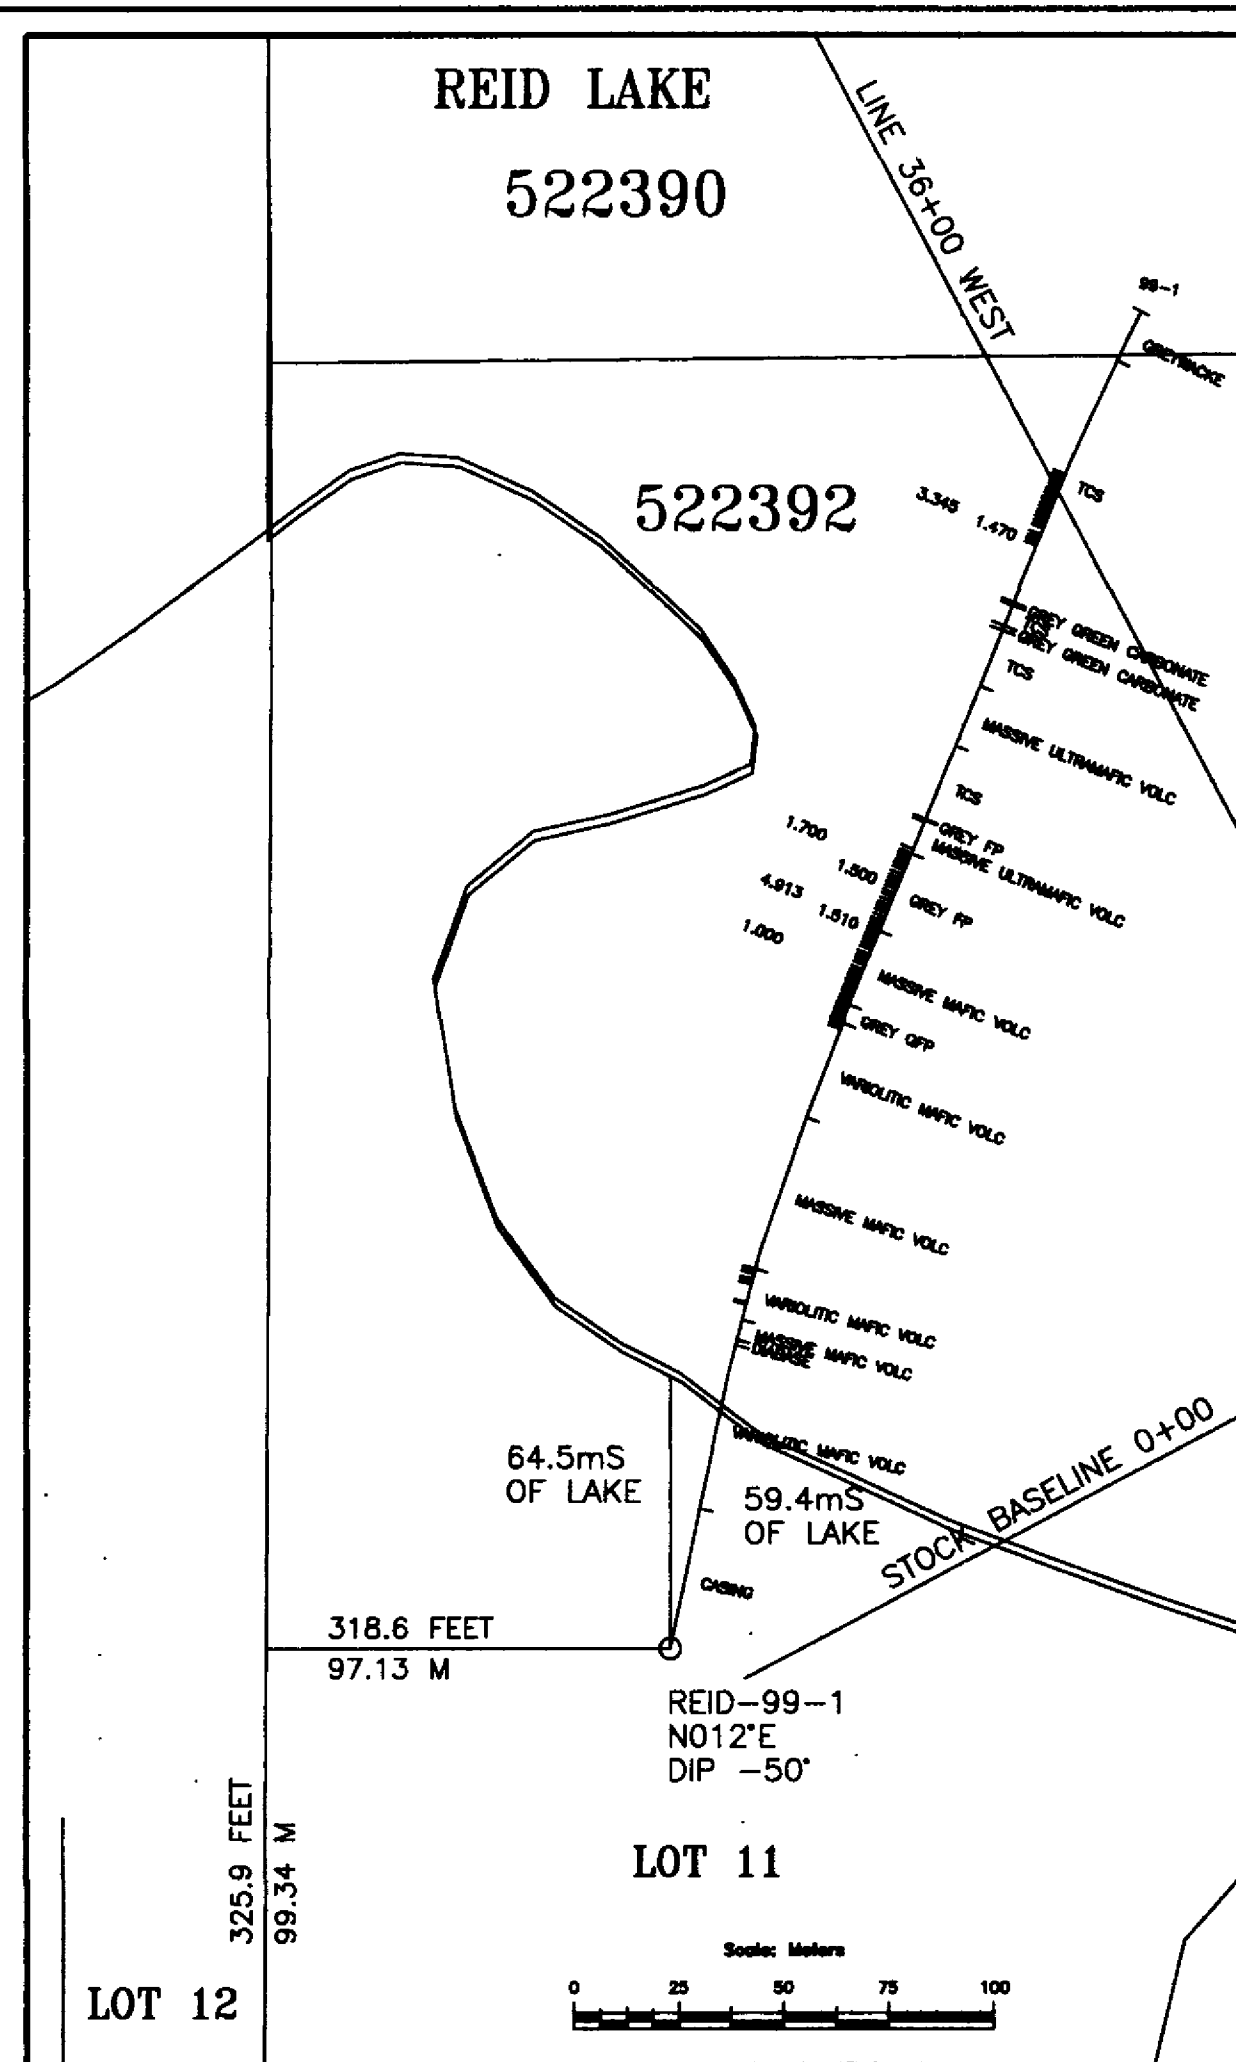 REID LAKE
522390
LINE 36+00 WEST
99-1
GREYWACKE
522392
3.345 1.470
TCS
GREY GREEN CARBONATE
TCS
GREY GREEN CARBONATE
TCS
MASSIVE ULTRAMAFIC VOLC
TCS
GREY FP
MASSIVE ULTRAMAFIC VOLC
1.700
1.500
4.913 1.510
1.000
GREY FP
MASSIVE MAFIC VOLC
GREY QFP
VARIOLITIC MAFIC VOLC
MASSIVE MAFIC VOLC
VARIOLITIC MAFIC VOLC
MASSIVE MAFIC VOLC
DIABASE
VARIOLITIC MAFIC VOLC
64.5mS
OF LAKE
59.4mS
OF LAKE
STOCK BASELINE 0+00
CASING
318.6 FEET
97.13 M
REID-99-1
N012°E
DIP -50°
325.9 FEET
99.34 M
LOT 11
LOT 12
Scale: Meters
0 25 50 75 100